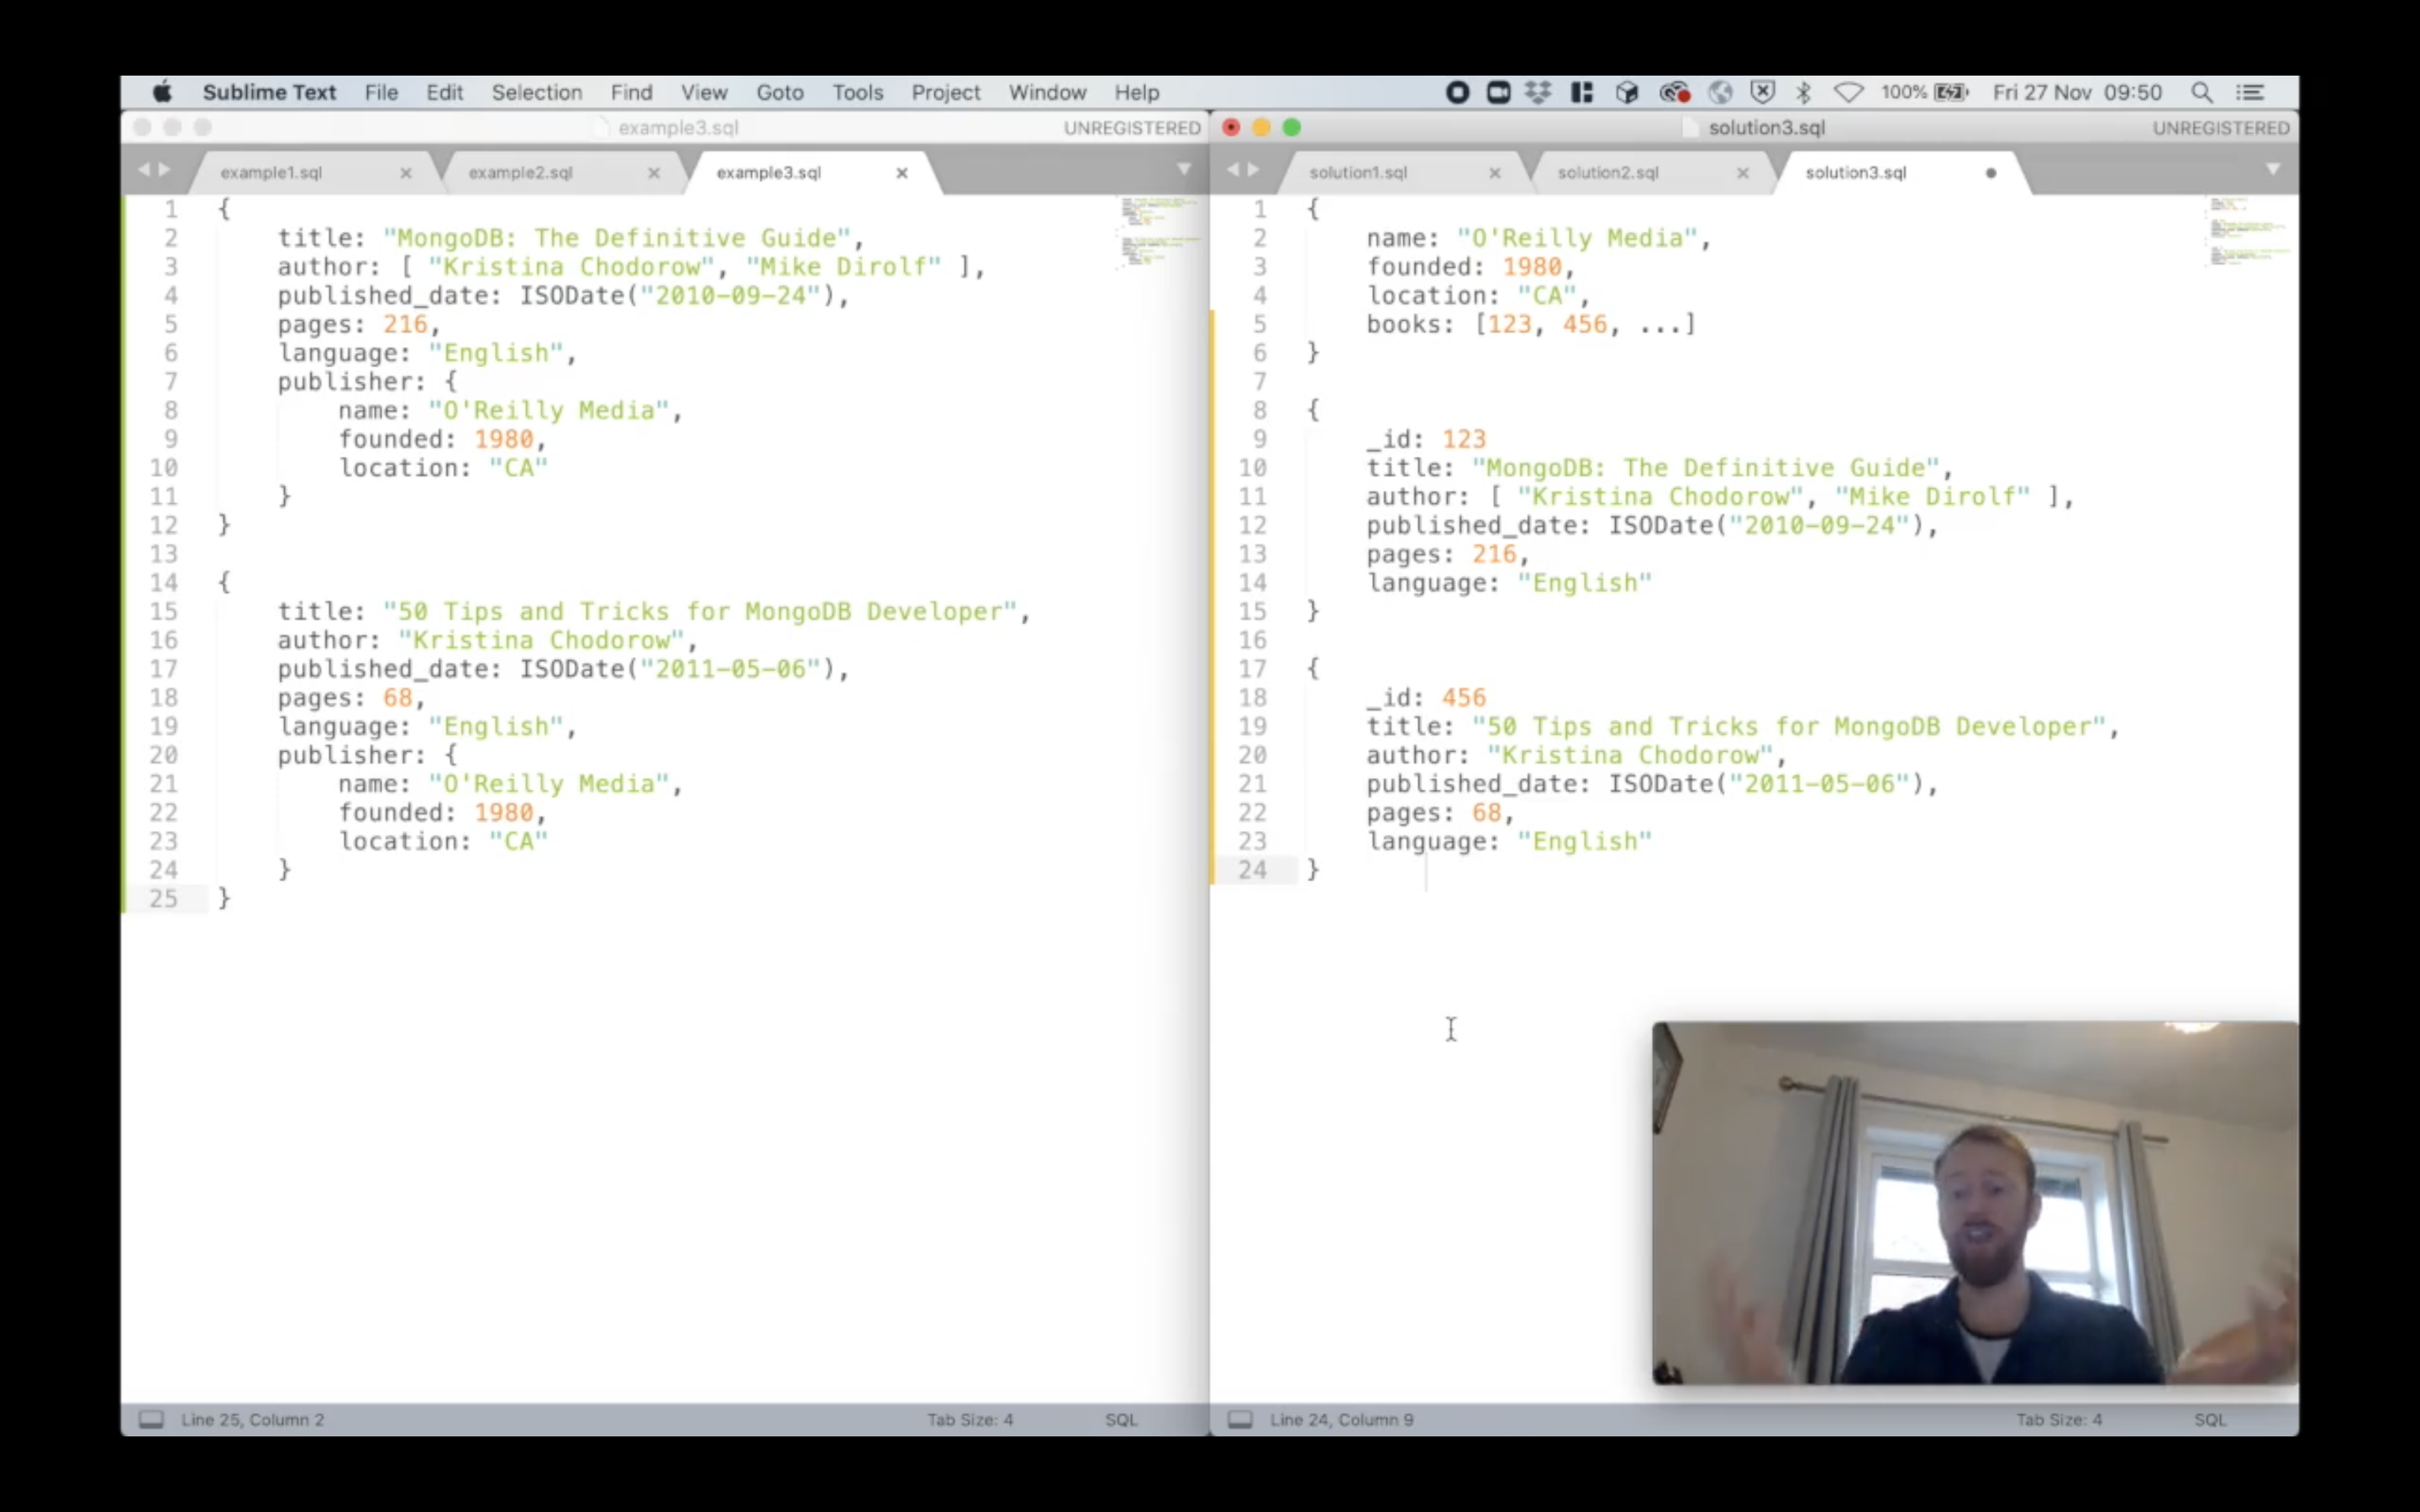 Sublime Text File Edit Selection Find View Goto Tools Project Window Help 100% Fri 27 Nov 09:50
example3.sql UNREGISTERED
example1.sql example2.sql example3.sql
1 {
2 title: "MongoDB: The Definitive Guide",
3 author: [ "Kristina Chodorow", "Mike Dirolf" ],
4 published_date: ISODate("2010-09-24"),
5 pages: 216,
6 language: "English",
7 publisher: {
8 name: "O'Reilly Media",
9 founded: 1980,
10 location: "CA"
11 }
12 }
13
14 {
15 title: "50 Tips and Tricks for MongoDB Developer",
16 author: "Kristina Chodorow",
17 published_date: ISODate("2011-05-06"),
18 pages: 68,
19 language: "English",
20 publisher: {
21 name: "O'Reilly Media",
22 founded: 1980,
23 location: "CA"
24 }
25 }
Line 25, Column 2 Tab Size: 4 SQL
solution3.sql UNREGISTERED
solution1.sql solution2.sql solution3.sql
1 {
2 name: "O'Reilly Media",
3 founded: 1980,
4 location: "CA",
5 books: [123, 456, ...]
6 }
7
8 {
9 _id: 123
10 title: "MongoDB: The Definitive Guide",
11 author: [ "Kristina Chodorow", "Mike Dirolf" ],
12 published_date: ISODate("2010-09-24"),
13 pages: 216,
14 language: "English"
15 }
16
17 {
18 _id: 456
19 title: "50 Tips and Tricks for MongoDB Developer",
20 author: "Kristina Chodorow",
21 published_date: ISODate("2011-05-06"),
22 pages: 68,
23 language: "English"
24 }
Line 24, Column 9 Tab Size: 4 SQL